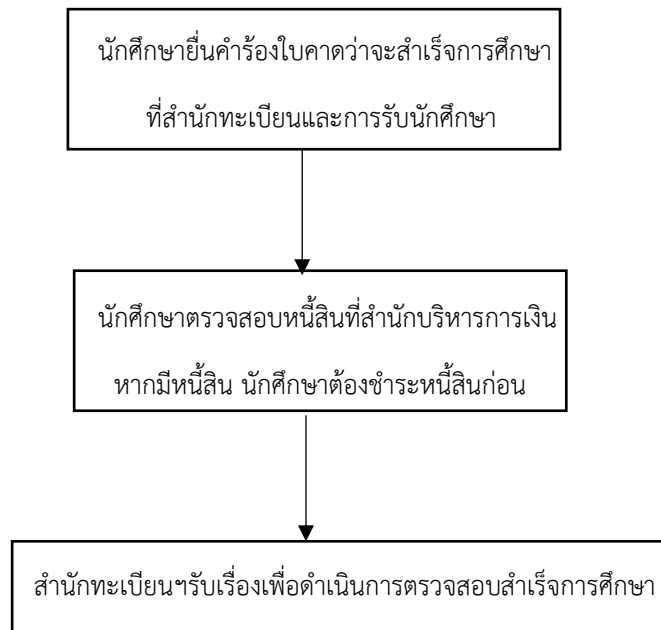 นักศึกษายื่นคำร้องใบคาดว่าจะสำเร็จการศึกษา
ที่สำนักทะเบียนและการรับนักศึกษา
นักศึกษาตรวจสอบหนี้สินที่สำนักบริหารการเงิน
หากมีหนี้สิน นักศึกษาต้องชำระหนี้สินก่อน
สำนักทะเบียนฯรับเรื่องเพื่อดำเนินการตรวจสอบสำเร็จการศึกษา